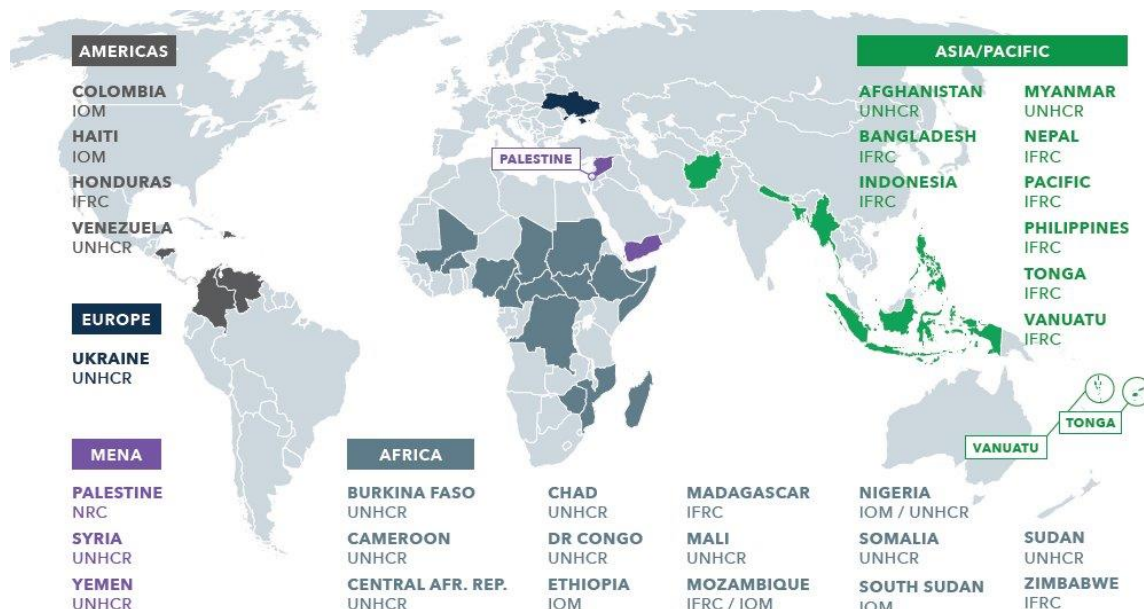 AMERICAS
COLOMBIA
IOM
HAITI
IOM
HONDURAS
IFRC
VENEZUELA
UNHCR
EUROPE
UKRAINE
UNHCR
MENA
PALESTINE
NRC
SYRIA
UNHCR
YEMEN
UNHCR
PALESTINE
AFRICA
BURKINA FASO
UNHCR
CAMEROON
UNHCR
CENTRAL AFR. REP.
UNHCR
CHAD
UNHCR
DR CONGO
UNHCR
ETHIOPIA
IOM
MADAGASCAR
IFRC
MALI
UNHCR
MOZAMBIQUE
IFRC / IOM
NIGERIA
IOM / UNHCR
SOMALIA
UNHCR
SOUTH SUDAN
IOM
SUDAN
UNHCR
ZIMBABWE
IFRC
ASIA/PACIFIC
AFGHANISTAN
UNHCR
BANGLADESH
IFRC
INDONESIA
IFRC
MYANMAR
UNHCR
NEPAL
IFRC
PACIFIC
IFRC
PHILIPPINES
IFRC
TONGA
IFRC
VANUATU
IFRC
TONGA
VANUATU